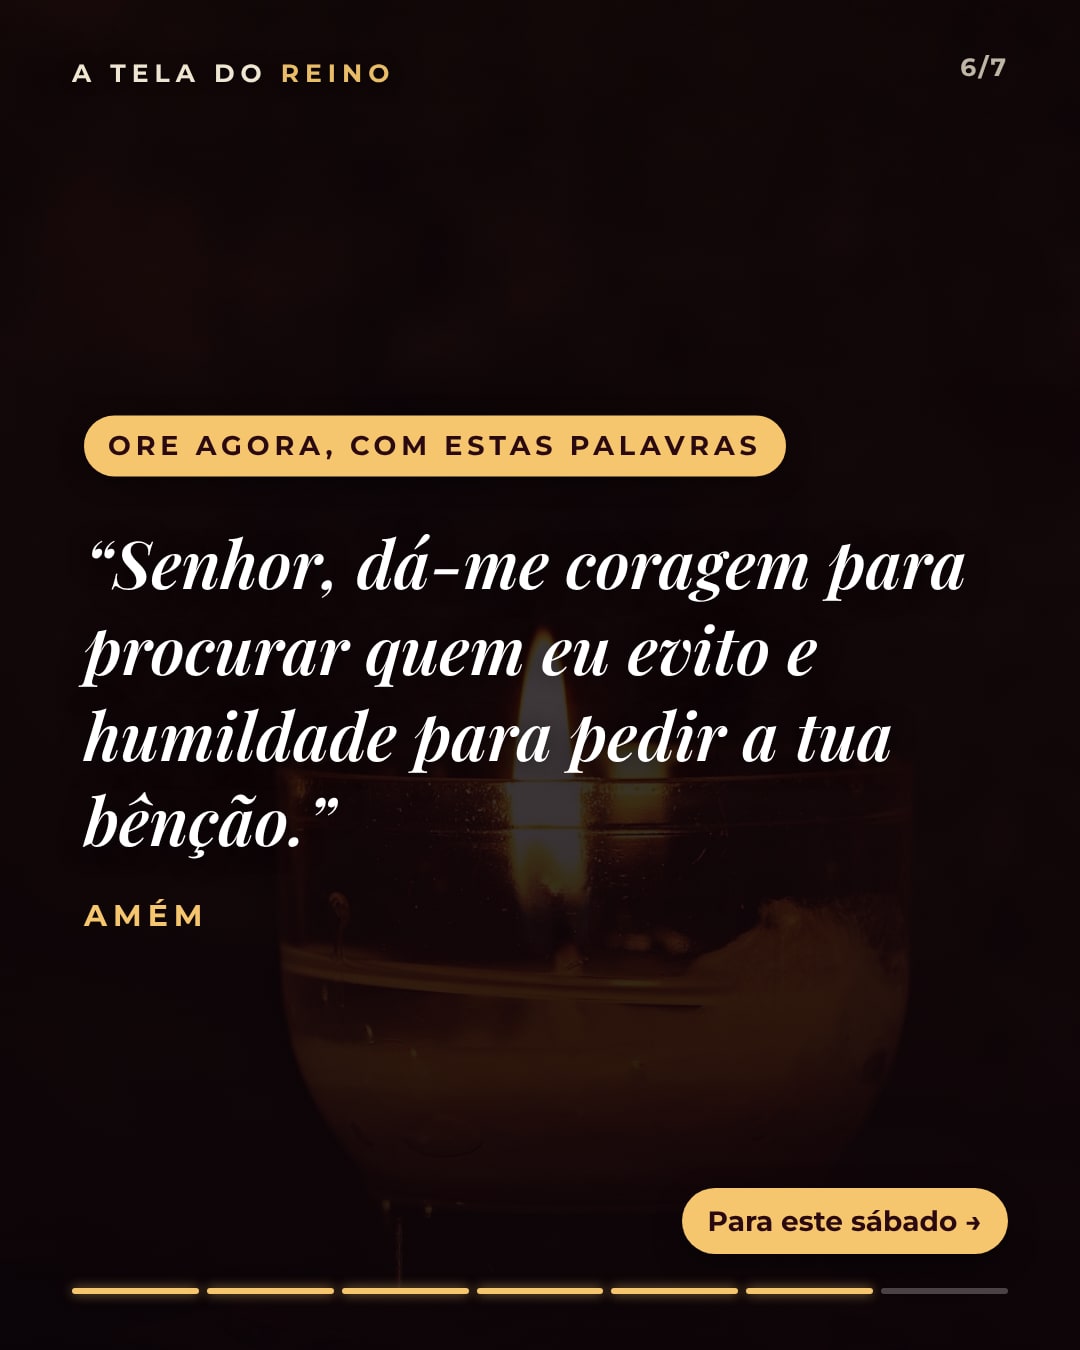 A TELA DO REINO
6/7
ORE AGORA, COM ESTAS PALAVRAS
“Senhor, dá-me coragem para
procurar quem eu evito e
humildade para pedir a tua
bênção.”
AMÉM
Para este sábado →